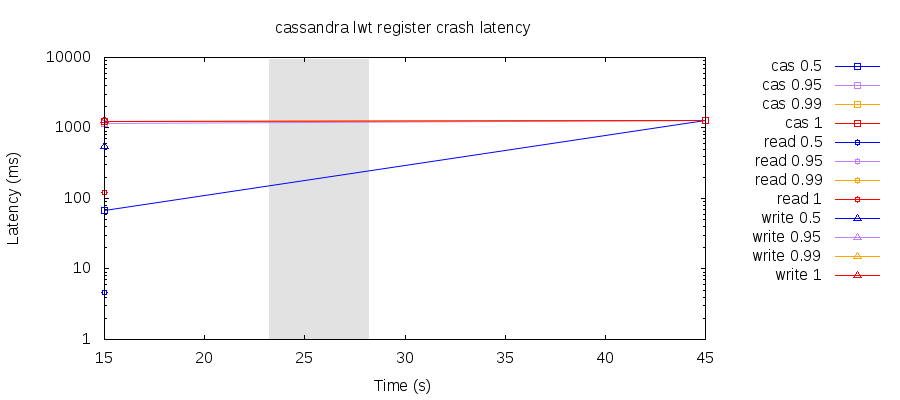 cassandra lwt register crash latency
10000
1000
100
10
1
Latency (ms)
15 20 25 30 35 40 45
Time (s)
cas 0.5
cas 0.95
cas 0.99
cas 1
read 0.5
read 0.95
read 0.99
read 1
write 0.5
write 0.95
write 0.99
write 1